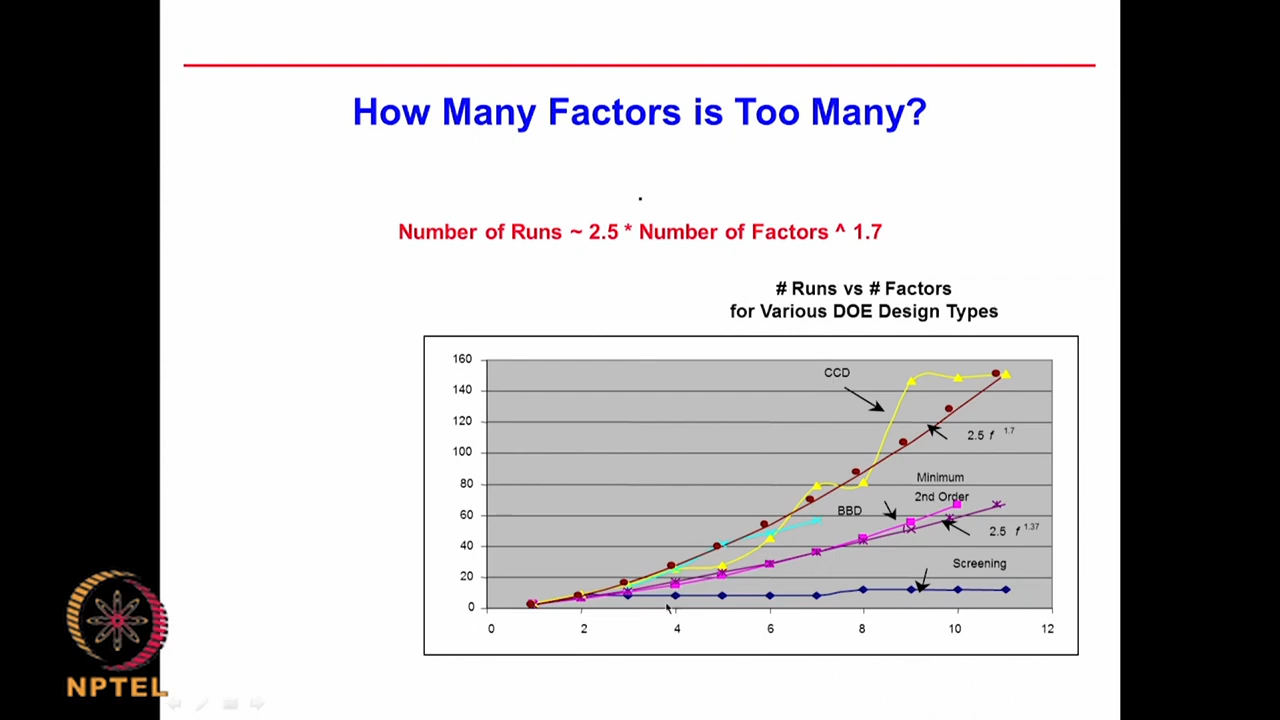 How Many Factors is Too Many?
.
Number of Runs ~ 2.5 * Number of Factors ^ 1.7
# Runs vs # Factors
for Various DOE Design Types
160
140
120
100
80
60
40
20
0
CCD
2.5 f 1.7
Minimum
2nd Order
BBD
2.5 f 1.37
Screening
0 2 4 6 8 10 12
NPTEL